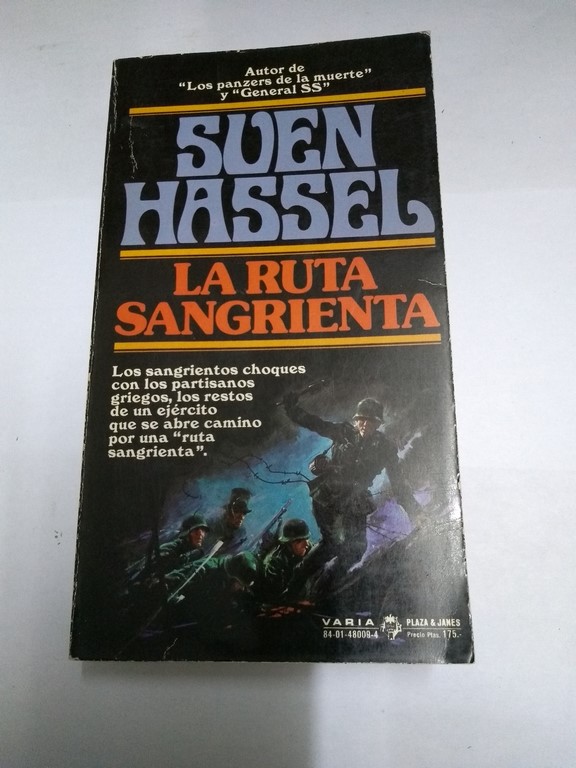 Autor de
"Los panzers de la muerte"
y "General SS"
SVEN
HASSEL
LA RUTA
SANGRIENTA
Los sangrientos choques
con los partisanos
griegos, los restos
de un ejército
que se abre camino
por una "ruta
sangrienta".
VARIA PLAZA & JANES
84-01-48009-4 Precio Ptas. 175.-